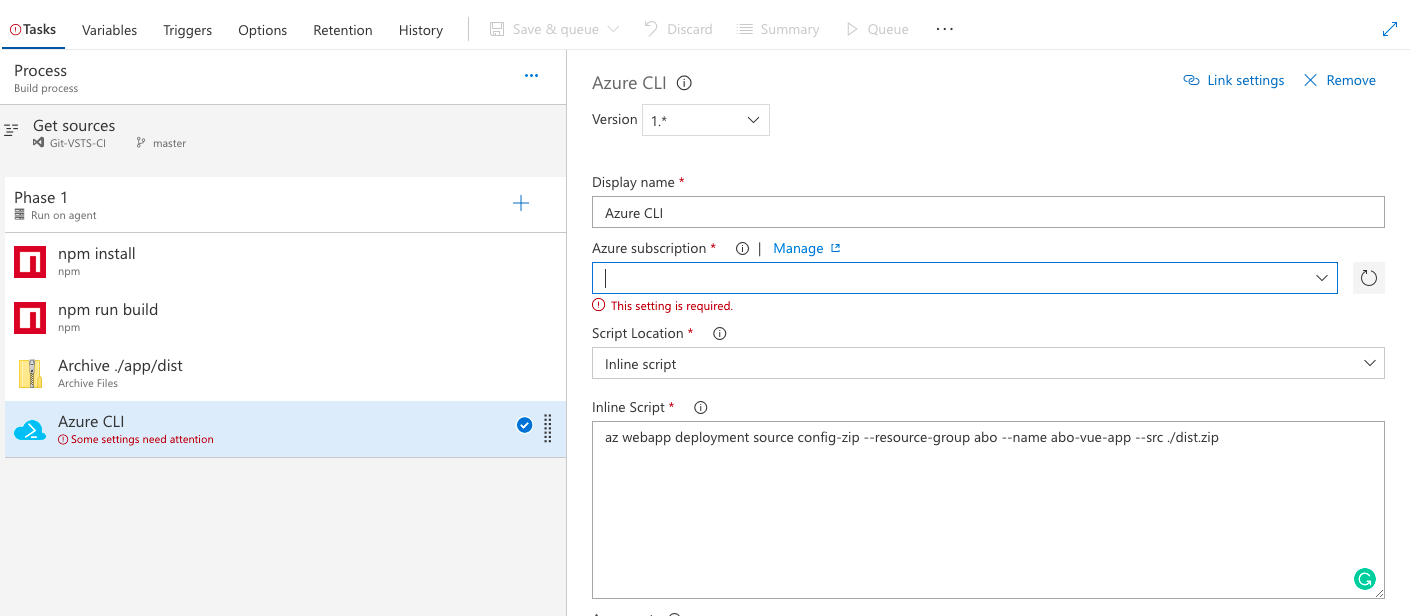 Tasks Variables Triggers Options Retention History Save & queue Discard Summary Queue ...
Process
Build process
Get sources
Git-VSTS-CI master
Phase 1
Run on agent
npm install
npm
npm run build
npm
Archive ./app/dist
Archive Files
Azure CLI
Some settings need attention
Azure CLI
Link settings Remove
Version 1.*
Display name *
Azure CLI
Azure subscription * | Manage
This setting is required.
Script Location *
Inline script
Inline Script *
az webapp deployment source config-zip --resource-group abo --name abo-vue-app --src ./dist.zip